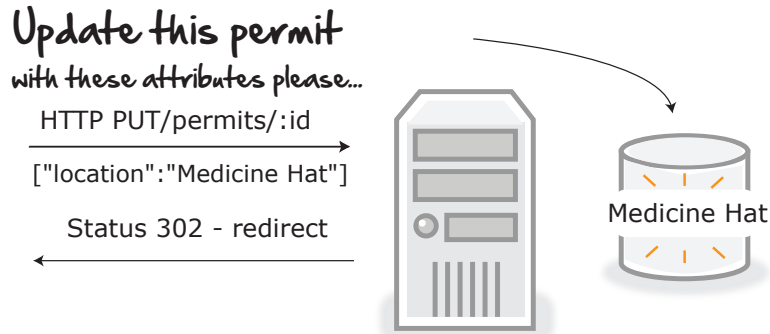 Update this permit
with these attributes please...
HTTP PUT/permits/:id
["location":"Medicine Hat"]
Status 302 - redirect
Medicine Hat